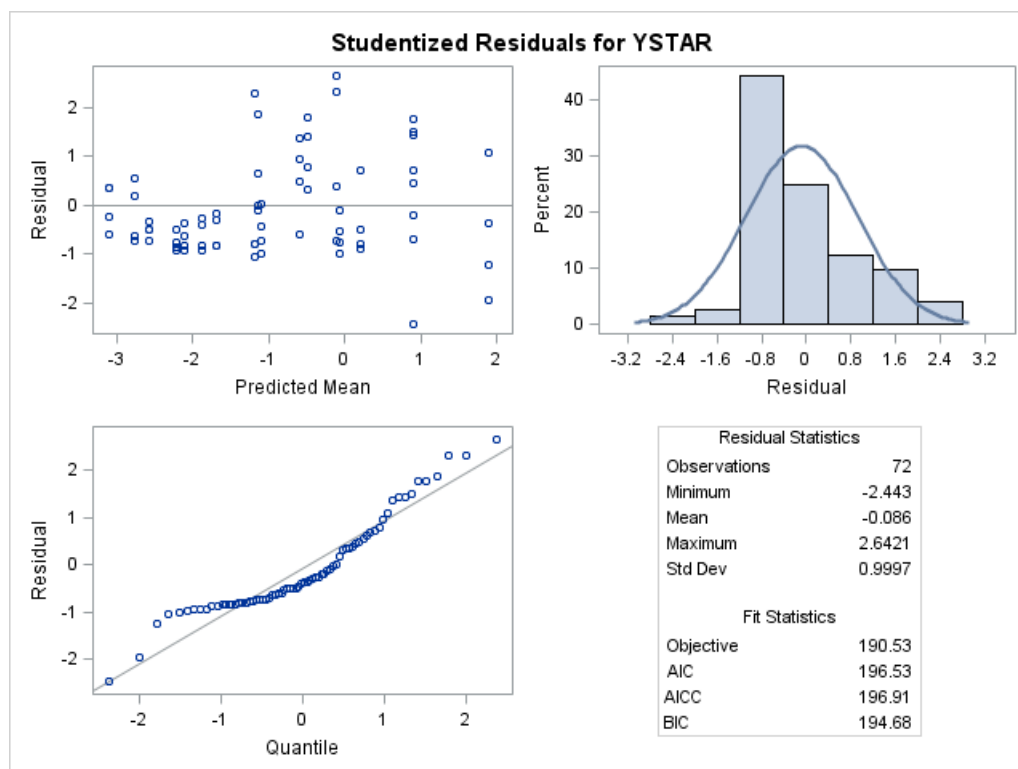 Studentized Residuals for YSTAR
2
1
0
-1
-2
Residual
-3
-2
-1
0
1
2
Predicted Mean
40
30
20
10
0
Percent
-3.2
-2.4
-1.6
-0.8
0
0.8
1.6
2.4
3.2
Residual
2
1
0
-1
-2
Residual
-2
-1
0
1
2
Quantile
Residual Statistics
Observations 72
Minimum -2.443
Mean -0.086
Maximum 2.6421
Std Dev 0.9997
Fit Statistics
Objective 190.53
AIC 196.53
AICC 196.91
BIC 194.68